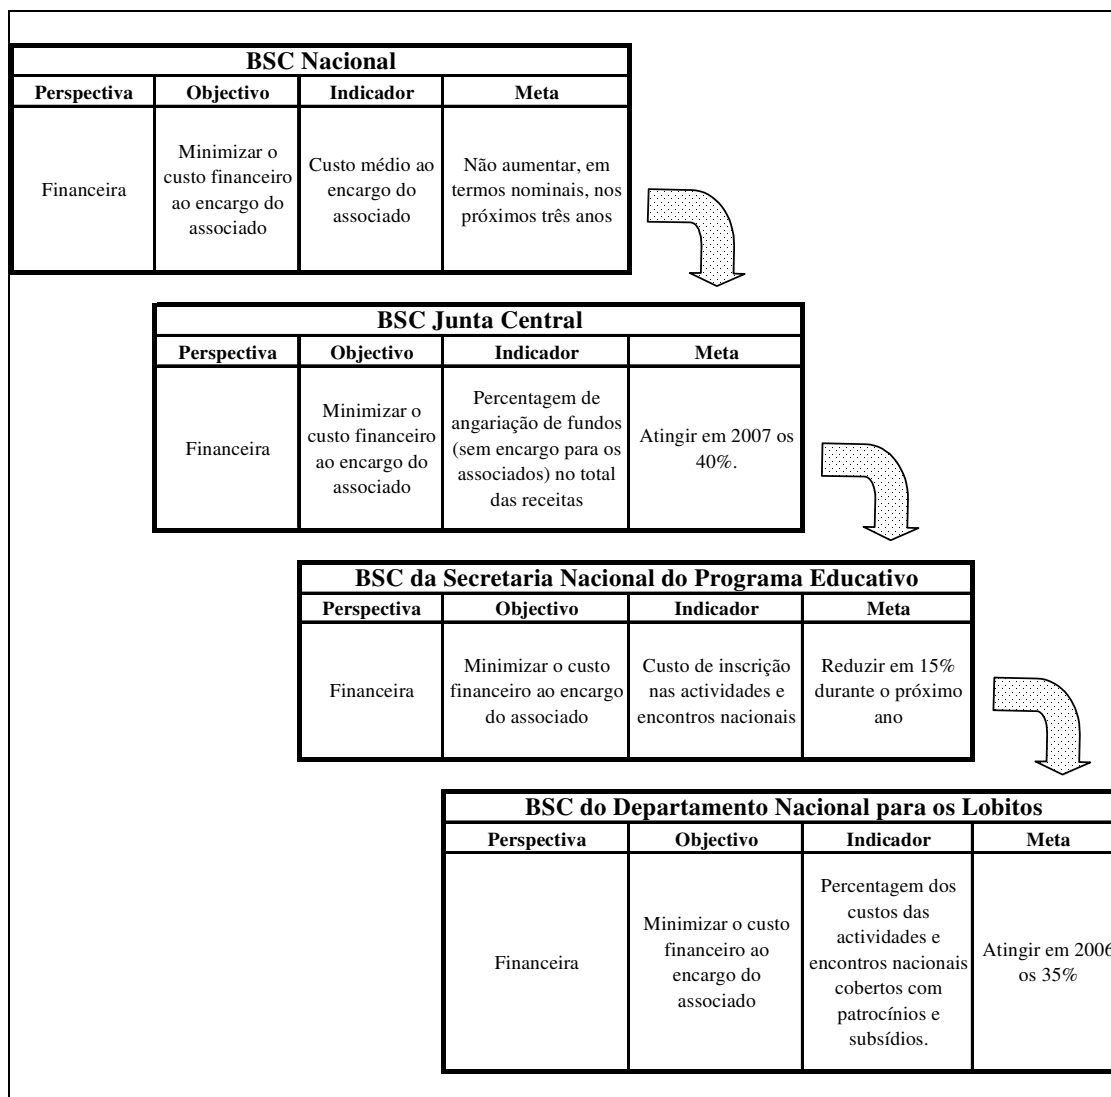 BSC Nacional
Perspectiva Objectivo Indicador Meta
Financeira
Minimizar o
custo financeiro
ao encargo do
associado
Custo médio ao
encargo do
associado
Não aumentar, em
termos nominais, nos
próximos três anos
BSC Junta Central
Perspectiva Objectivo Indicador Meta
Financeira
Minimizar o
custo financeiro
ao encargo do
associado
Percentagem de
angariação de fundos
(sem encargo para os
associados) no total
das receitas
Atingir em 2007 os
40%.
BSC da Secretaria Nacional do Programa Educativo
Perspectiva Objectivo Indicador Meta
Financeira
Minimizar o custo
financeiro ao encargo
do associado
Custo de inscrição
nas actividades e
encontros nacionais
Reduzir em 15%
durante o próximo
ano
BSC do Departamento Nacional para os Lobitos
Perspectiva Objectivo Indicador Meta
Financeira
Minimizar o custo
financeiro ao
encargo do
associado
Percentagem dos
custos das
actividades e
encontros nacionais
cobertos com
patrocínios e
subsídios.
Atingir em 2006
os 35%